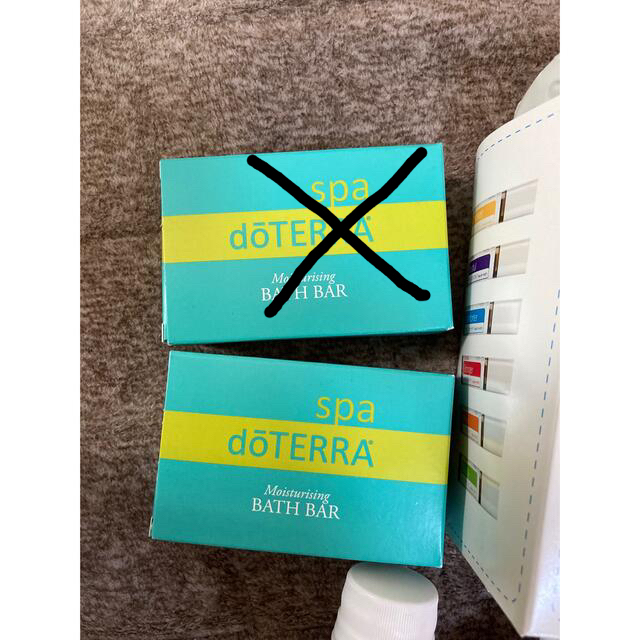 spa
dōTERRA®
Moisturising
BATH BAR
spa
dōTERRA®
Moisturising
BATH BAR